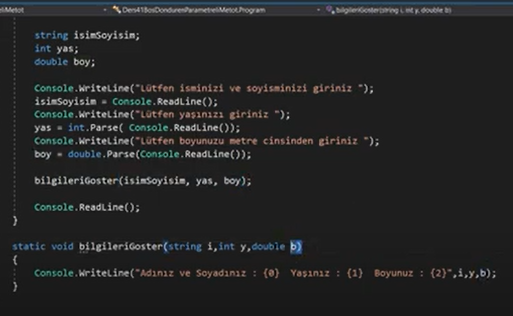 eliMetot Ders41BosDondurenParametreliMetot.Program bilgileriGoster(string i, int y, double b)
string isimSoyisim;
int yas;
double boy;
Console.WriteLine("Lütfen isminizi ve soyisminizi giriniz ");
isimSoyisim = Console.ReadLine();
Console.WriteLine("Lütfen yaşınızı giriniz ");
yas = int.Parse( Console.ReadLine());
Console.WriteLine("Lütfen boyunuzu metre cinsinden giriniz ");
boy = double.Parse(Console.ReadLine());
bilgileriGoster(isimSoyisim, yas, boy);
Console.ReadLine();
}
static void bilgileriGoster(string i,int y,double b)
{
Console.WriteLine("Adınız ve Soyadınız : {0}  Yaşınız : {1}  Boyunuz : {2}",i,y,b);
}